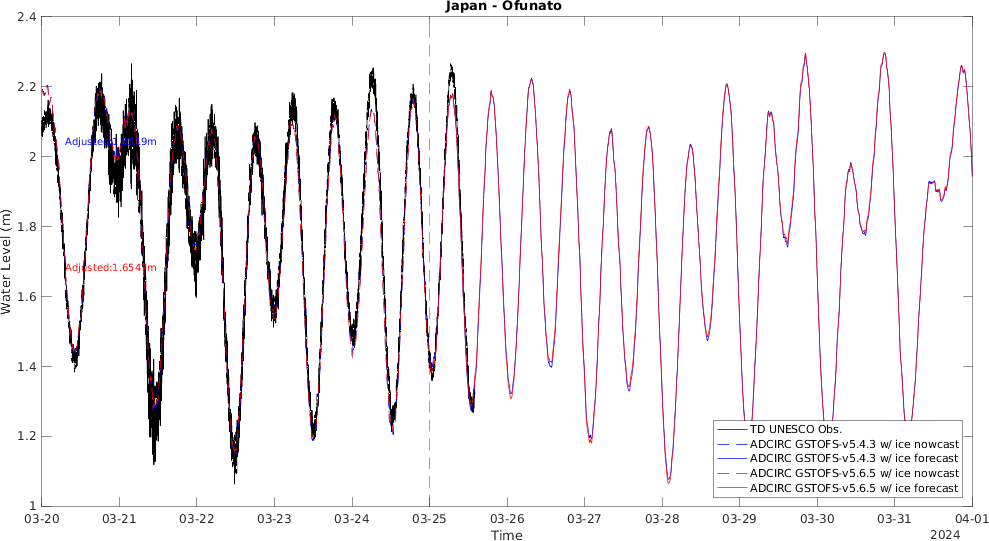 Japan - Ofunato
2.4
2.2
2
1.8
1.6
1.4
1.2
1
Water Level (m)
TD UNESCO Obs.
ADCIRC GSTOFS-v5.4.3 w/ ice nowcast
ADCIRC GSTOFS-v5.4.3 w/ ice forecast
ADCIRC GSTOFS-v5.6.5 w/ ice nowcast
ADCIRC GSTOFS-v5.6.5 w/ ice forecast
03-20 03-21 03-22 03-23 03-24 03-25 03-26 03-27 03-28 03-29 03-30 03-31 04-01
Time
2024